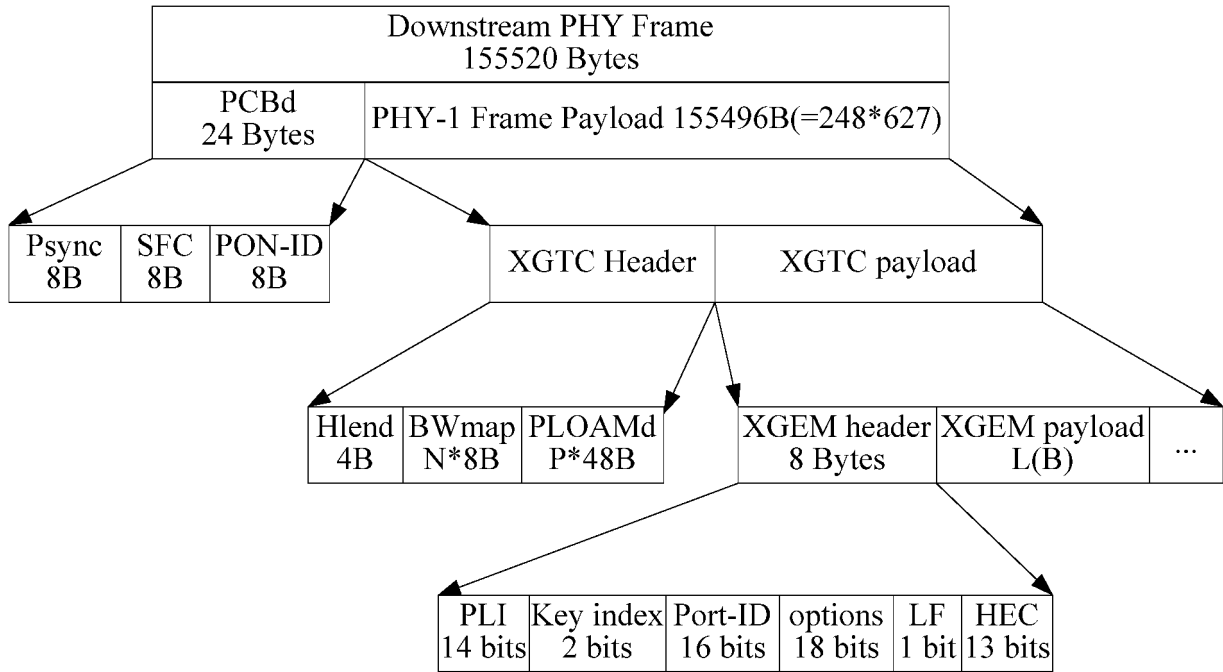 Downstream PHY Frame
155520 Bytes
PCBd
24 Bytes
PHY-1 Frame Payload 155496B(=248*627)
Psync
8B
SFC
8B
PON-ID
8B
XGTC Header
XGTC payload
Hlend
4B
BWmap
N*8B
PLOAMd
P*48B
XGEM header
8 Bytes
XGEM payload
L(B)
...
PLI
14 bits
Key index
2 bits
Port-ID
16 bits
options
18 bits
LF
1 bit
HEC
13 bits